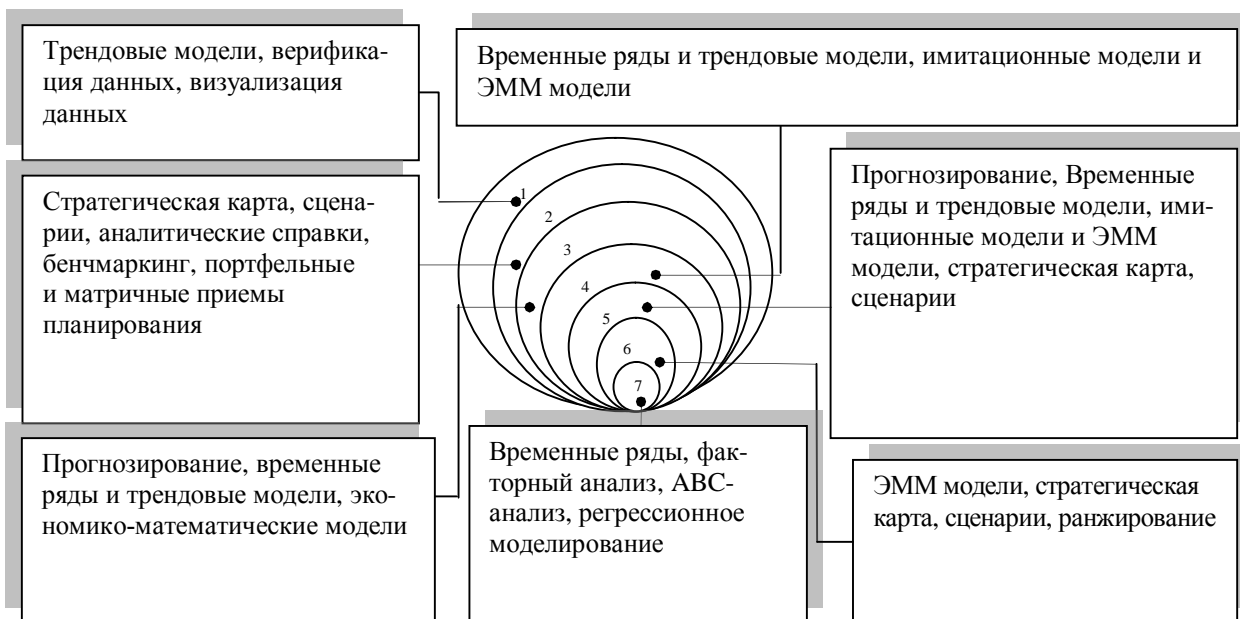 Трендовые модели, верифика-
ция данных, визуализация
данных
Временные ряды и трендовые модели, имитационные модели и
ЭММ модели
Стратегическая карта, сцена-
рии, аналитические справки,
бенчмаркинг, портфельные
и матричные приемы
планирования
1
2
3
4
5
6
7
Прогнозирование, Временные
ряды и трендовые модели, ими-
тационные модели и ЭММ
модели, стратегическая карта,
сценарии
Прогнозирование, временные
ряды и трендовые модели, эко-
номико-математические модели
Временные ряды, фак-
торный анализ, АВС-
анализ, регрессионное
моделирование
ЭММ модели, стратегическая
карта, сценарии, ранжирование